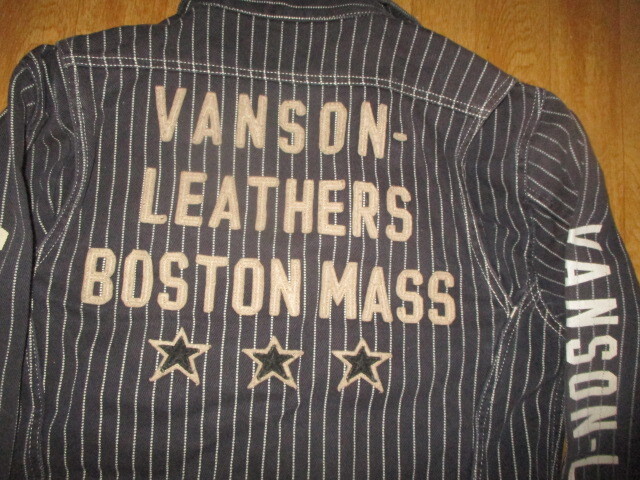 VANSON-
LEATHERS
BOSTON MASS
VANSON-L